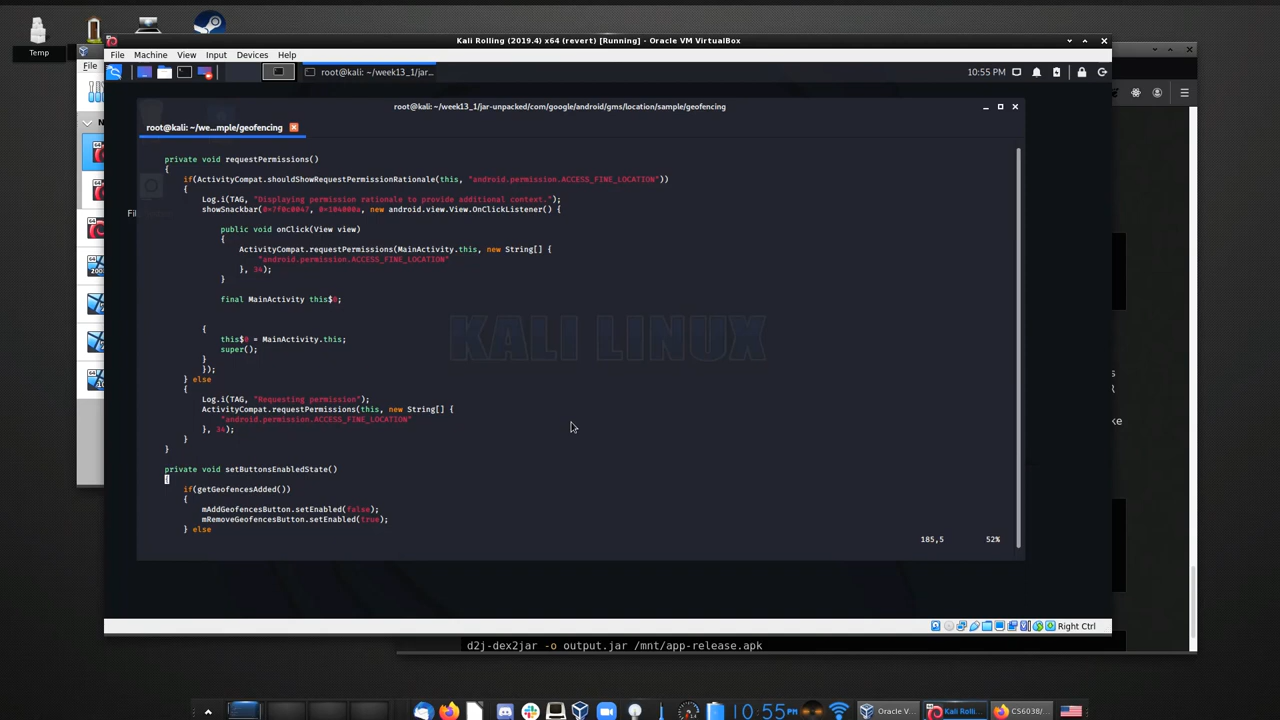 Temp
Kali Rolling (2019.4) x64 (revert) [Running] - Oracle VM VirtualBox
File
File Machine View Input Devices Help
root@kali: ~/week13_1/jar...
10:55 PM
root@kali: ~/week13_1/jar-unpacked/com/google/android/gms/location/sample/geofencing
root@kali: ~/we...mple/geofencing
private void requestPermissions()
{
if(ActivityCompat.shouldShowRequestPermissionRationale(this, "android.permission.ACCESS_FINE_LOCATION"))
{
Log.i(TAG, "Displaying permission rationale to provide additional context.");
showSnackbar(0x7f0c0047, 0x104000a, new android.view.View.OnClickListener() {
public void onClick(View view)
{
ActivityCompat.requestPermissions(MainActivity.this, new String[] {
"android.permission.ACCESS_FINE_LOCATION"
}, 34);
}
final MainActivity this$0;
{
this$0 = MainActivity.this;
super();
}
});
} else
{
Log.i(TAG, "Requesting permission");
ActivityCompat.requestPermissions(this, new String[] {
"android.permission.ACCESS_FINE_LOCATION"
}, 34);
}
}
private void setButtonsEnabledState()
{
if(getGeofencesAdded())
{
mAddGeofencesButton.setEnabled(false);
mRemoveGeofencesButton.setEnabled(true);
} else
185,5 52%
KALI LINUX
Right Ctrl
d2j-dex2jar -o output.jar /mnt/app-release.apk
10:55 PM
Oracle V...
Kali Rolli...
CS6038/...